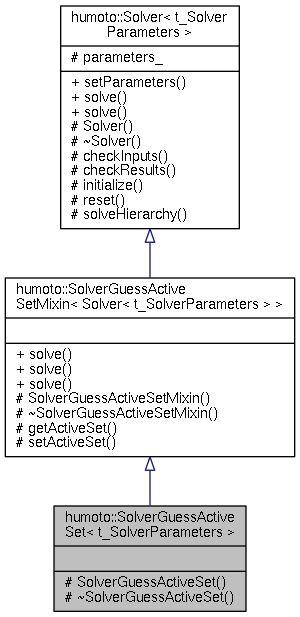 humoto::Solver< t_Solver
Parameters >
# parameters_
+ setParameters()
+ solve()
+ solve()
# Solver()
# ~Solver()
# checkInputs()
# checkResults()
# initialize()
# reset()
# solveHierarchy()
humoto::SolverGuessActive
SetMixin< Solver< t_SolverParameters > >
+ solve()
+ solve()
+ solve()
# SolverGuessActiveSetMixin()
# ~SolverGuessActiveSetMixin()
# getActiveSet()
# setActiveSet()
humoto::SolverGuessActive
Set< t_SolverParameters >
# SolverGuessActiveSet()
# ~SolverGuessActiveSet()